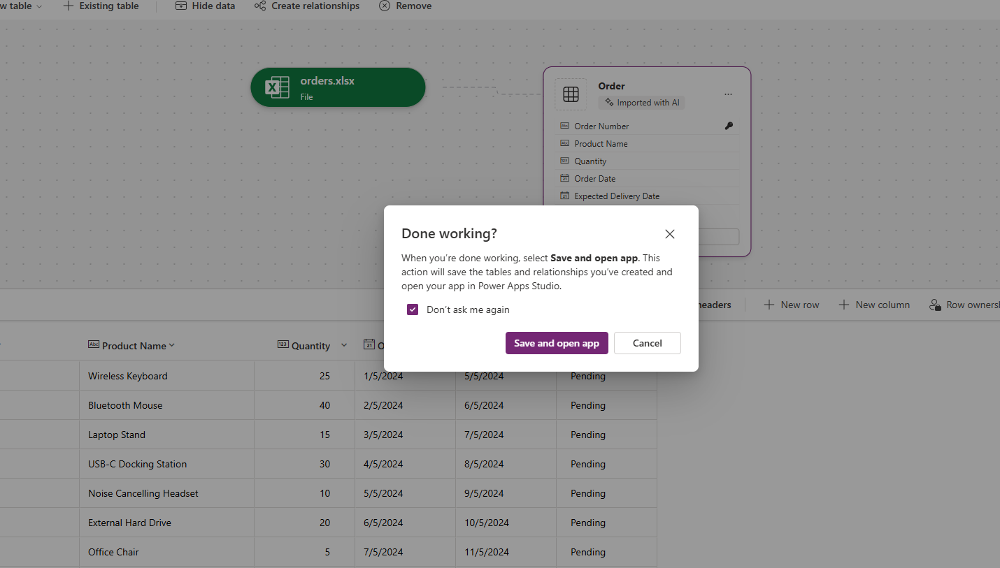 w table
Existing table
Hide data
Create relationships
Remove
orders.xlsx
File
Order
Imported with AI
Order Number
Product Name
Quantity
Order Date
Expected Delivery Date
Done working?
When you're done working, select Save and open app. This
action will save the tables and relationships you've created and
open your app in Power Apps Studio.
Don't ask me again
Save and open app
Cancel
headers
New row
New column
Row ownersh
Product Name
Quantity
O
Wireless Keyboard 25 1/5/2024 5/5/2024 Pending
Bluetooth Mouse 40 2/5/2024 6/5/2024 Pending
Laptop Stand 15 3/5/2024 7/5/2024 Pending
USB-C Docking Station 30 4/5/2024 8/5/2024 Pending
Noise Cancelling Headset 10 5/5/2024 9/5/2024 Pending
External Hard Drive 20 6/5/2024 10/5/2024 Pending
Office Chair 5 7/5/2024 11/5/2024 Pending